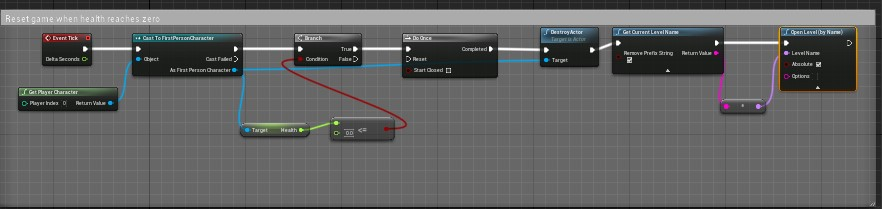 Reset game when health reaches zero
Event Tick
Delta Seconds
Cast To FirstPersonCharacter
Object
Cast Failed
As First Person Character
Get Player Character
Player Index 0
Return Value
Target
Health
0.0
<=
Branch
True
Condition
False
Do Once
Completed
Reset
Start Closed
DestroyActor
Target is Actor
Target
Get Current Level Name
Remove Prefix String
Return Value
Open Level (by Name)
Level Name
Absolute
Options